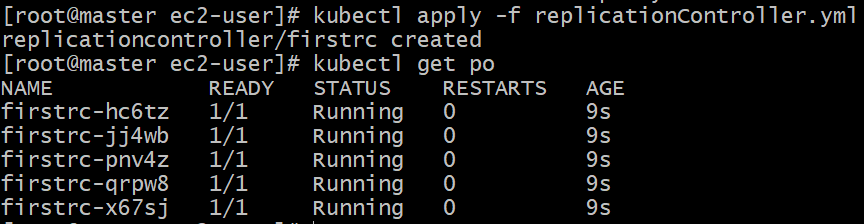 [root@master ec2-user]# kubectl apply -f replicationController.yml
replicationcontroller/firstrc created
[root@master ec2-user]# kubectl get po
NAME READY STATUS RESTARTS AGE
firstrc-hc6tz 1/1 Running 0 9s
firstrc-jj4wb 1/1 Running 0 9s
firstrc-pnv4z 1/1 Running 0 9s
firstrc-qrpw8 1/1 Running 0 9s
firstrc-x67sj 1/1 Running 0 9s